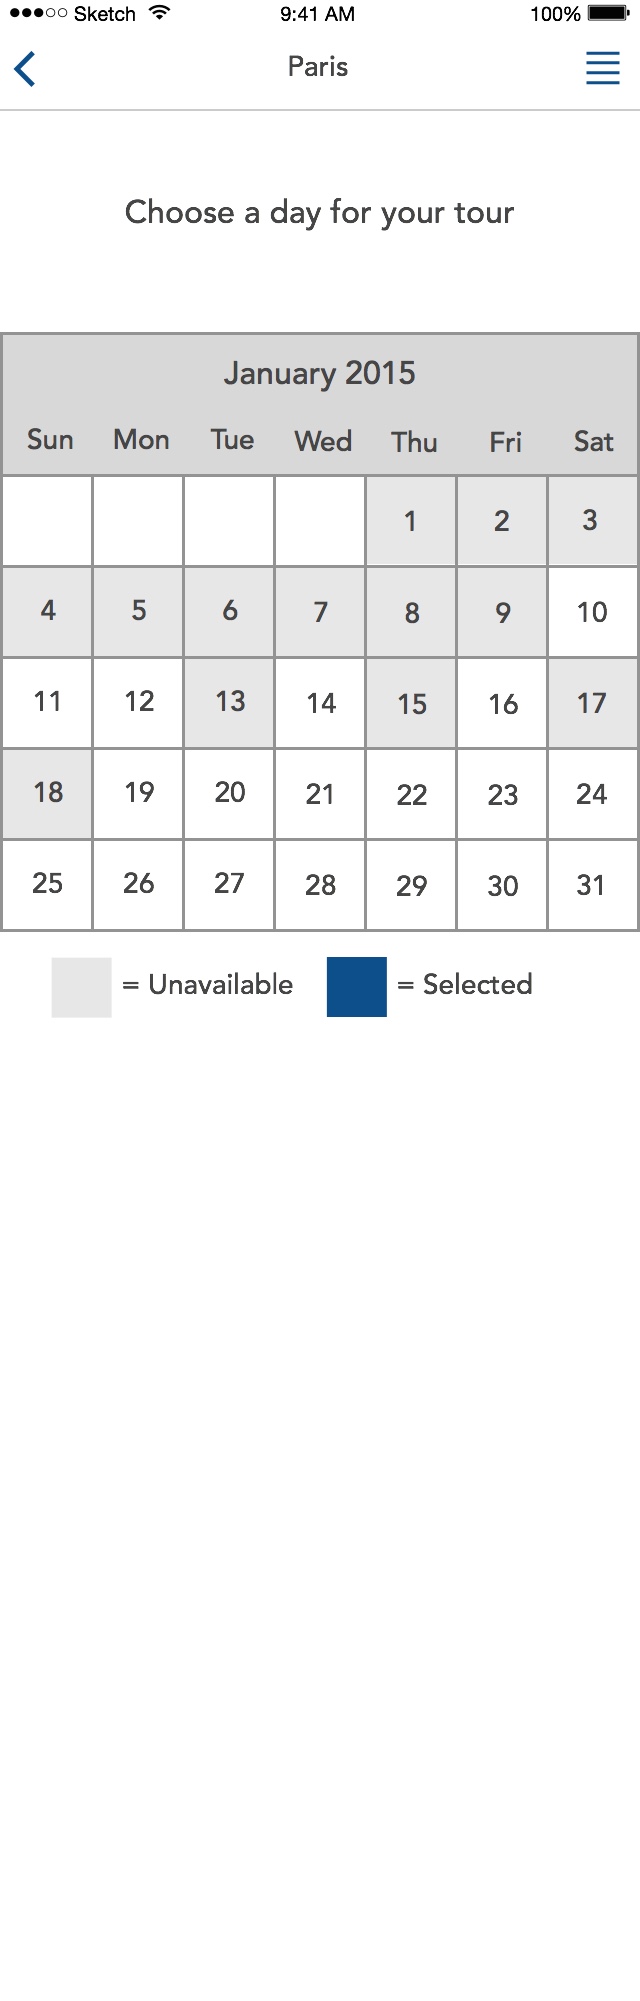 Sketch 9:41 AM 100%
Paris
Choose a day for your tour
January 2015
Sun Mon Tue Wed Thu Fri Sat
1 2 3
4 5 6 7 8 9 10
11 12 13 14 15 16 17
18 19 20 21 22 23 24
25 26 27 28 29 30 31
= Unavailable = Selected